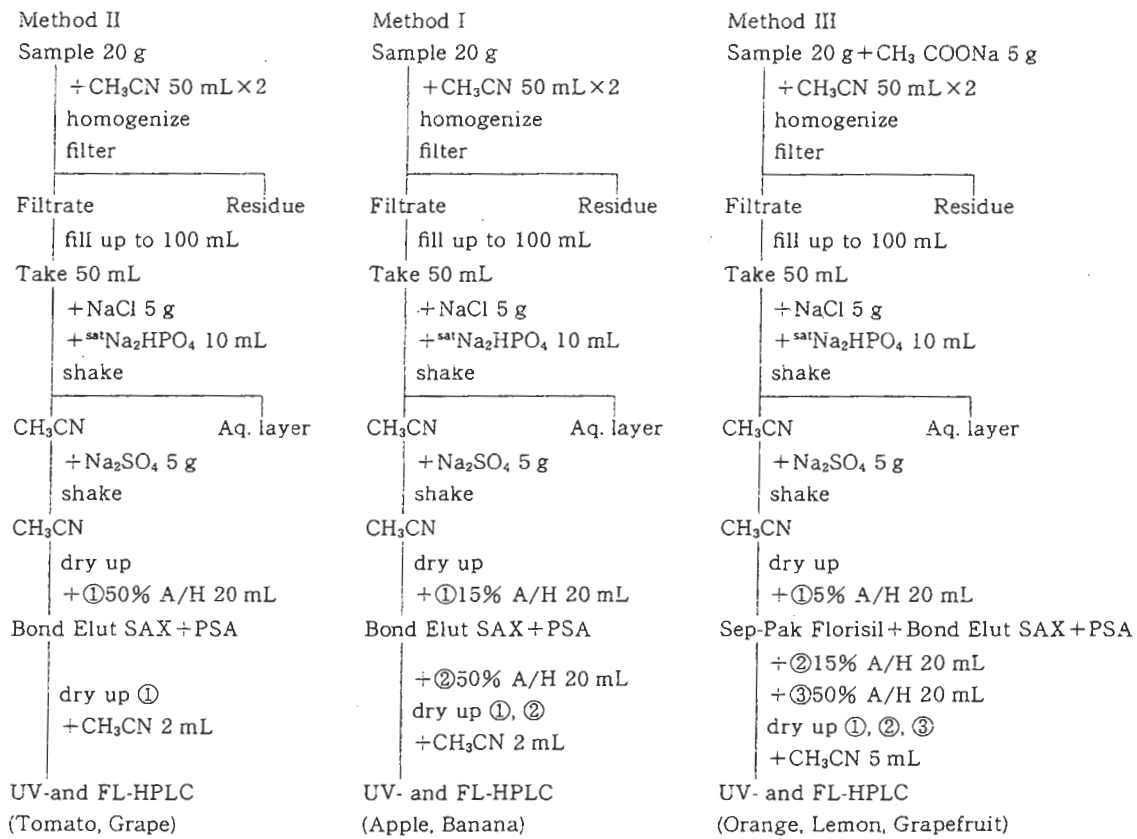 Method II
Sample 20 g
+CH₃CN 50 mL×2
homogenize
filter
Filtrate Residue
fill up to 100 mL
Take 50 mL
+NaCl 5 g
+ˢᵃᵗNa₂HPO₄ 10 mL
shake
CH₃CN Aq. layer
+Na₂SO₄ 5 g
shake
CH₃CN
dry up
+①50% A/H 20 mL
Bond Elut SAX+PSA
dry up ①
+CH₃CN 2 mL
UV-and FL-HPLC
(Tomato, Grape)
Method I
Sample 20 g
+CH₃CN 50 mL×2
homogenize
filter
Filtrate Residue
fill up to 100 mL
Take 50 mL
+NaCl 5 g
+ˢᵃᵗNa₂HPO₄ 10 mL
shake
CH₃CN Aq. layer
+Na₂SO₄ 5 g
shake
CH₃CN
dry up
+①15% A/H 20 mL
Bond Elut SAX+PSA
+②50% A/H 20 mL
dry up ①, ②
+CH₃CN 2 mL
UV- and FL-HPLC
(Apple, Banana)
Method III
Sample 20 g+CH₃ COONa 5 g
+CH₃CN 50 mL×2
homogenize
filter
Filtrate Residue
fill up to 100 mL
Take 50 mL
+NaCl 5 g
+ˢᵃᵗNa₂HPO₄ 10 mL
shake
CH₃CN Aq. layer
+Na₂SO₄ 5 g
shake
CH₃CN
dry up
+①5% A/H 20 mL
Sep-Pak Florisil+Bond Elut SAX+PSA
+②15% A/H 20 mL
+③50% A/H 20 mL
dry up ①, ②, ③
+CH₃CN 5 mL
UV- and FL-HPLC
(Orange, Lemon, Grapefruit)